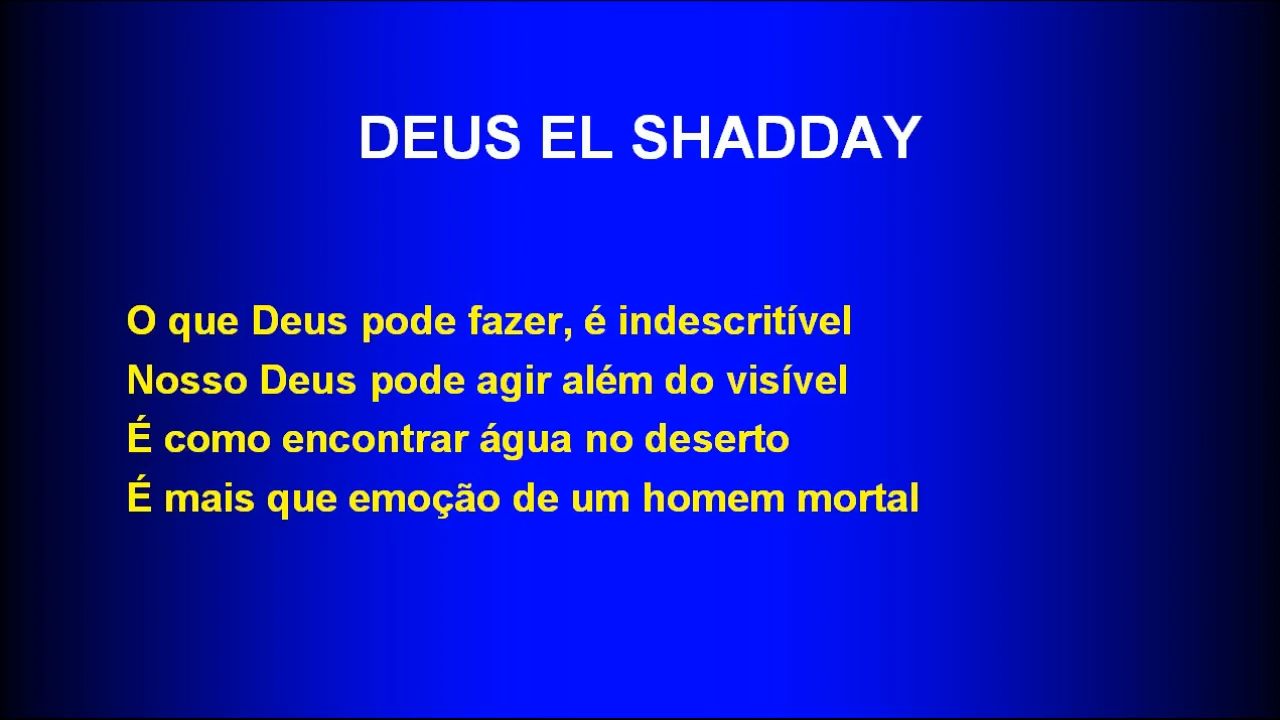 DEUS EL SHADDAY
O que Deus pode fazer, é indescritível
Nosso Deus pode agir além do visível
É como encontrar água no deserto
É mais que emoção de um homem mortal